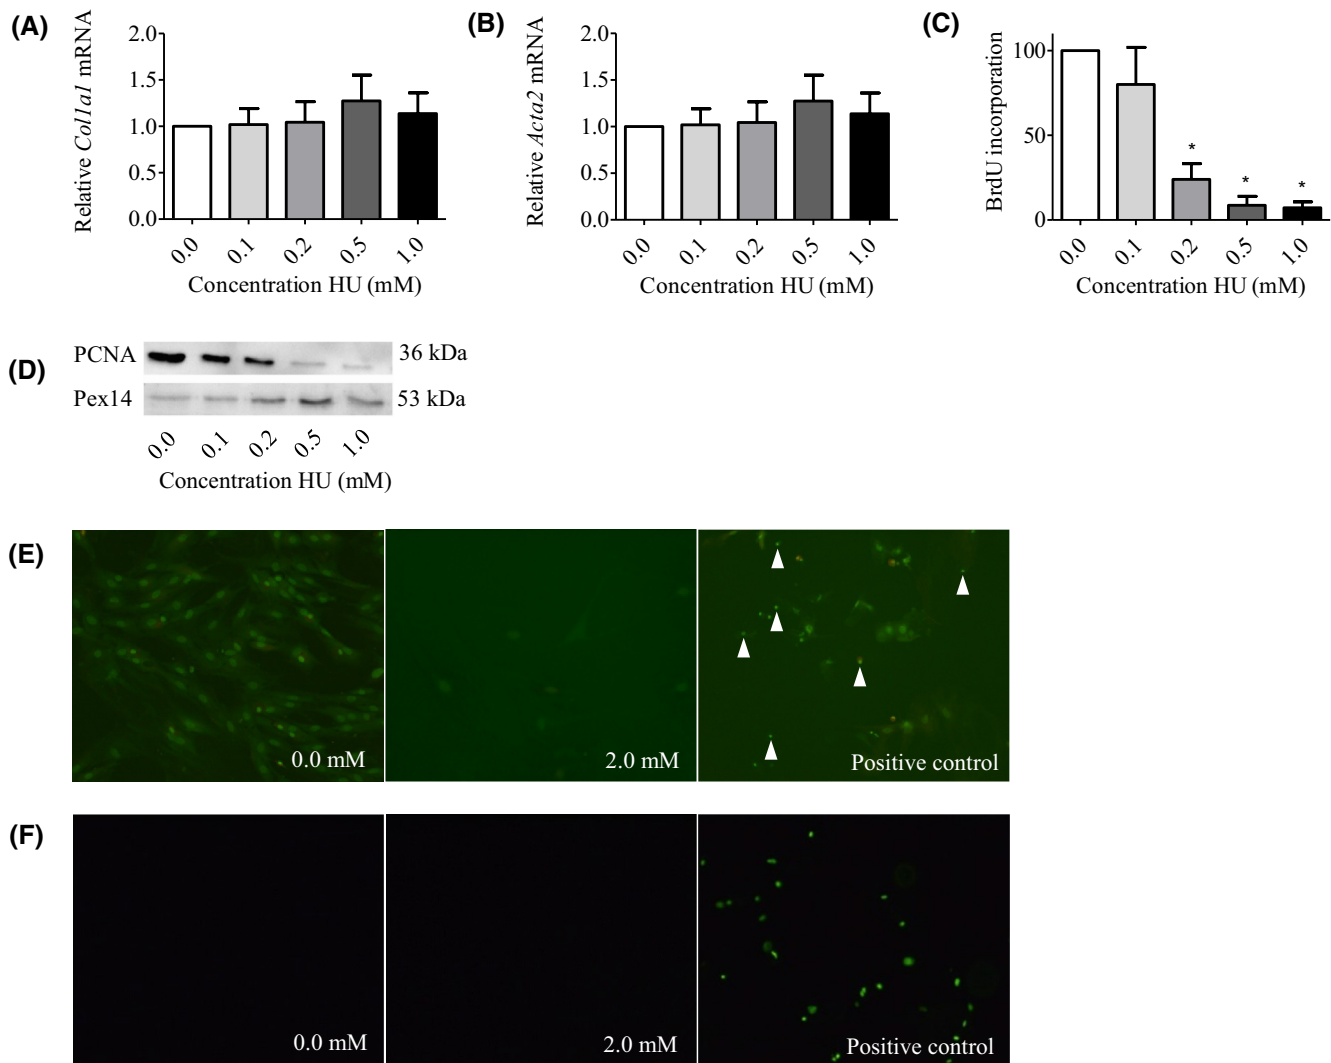 (A)
Relative Col1a1 mRNA
2.0
1.5
1.0
0.5
0.0
0.0 0.1 0.2 0.5 1.0
Concentration HU (mM)
(B)
Relative Acta2 mRNA
2.0
1.5
1.0
0.5
0.0
0.0 0.1 0.2 0.5 1.0
Concentration HU (mM)
(C)
BrdU incorporation
100
50
0
* * *
0.0 0.1 0.2 0.5 1.0
Concentration HU (mM)
(D)
PCNA 36 kDa
Pex14 53 kDa
0.0 0.1 0.2 0.5 1.0
Concentration HU (mM)
(E)
0.0 mM 2.0 mM Positive control
(F)
0.0 mM 2.0 mM Positive control